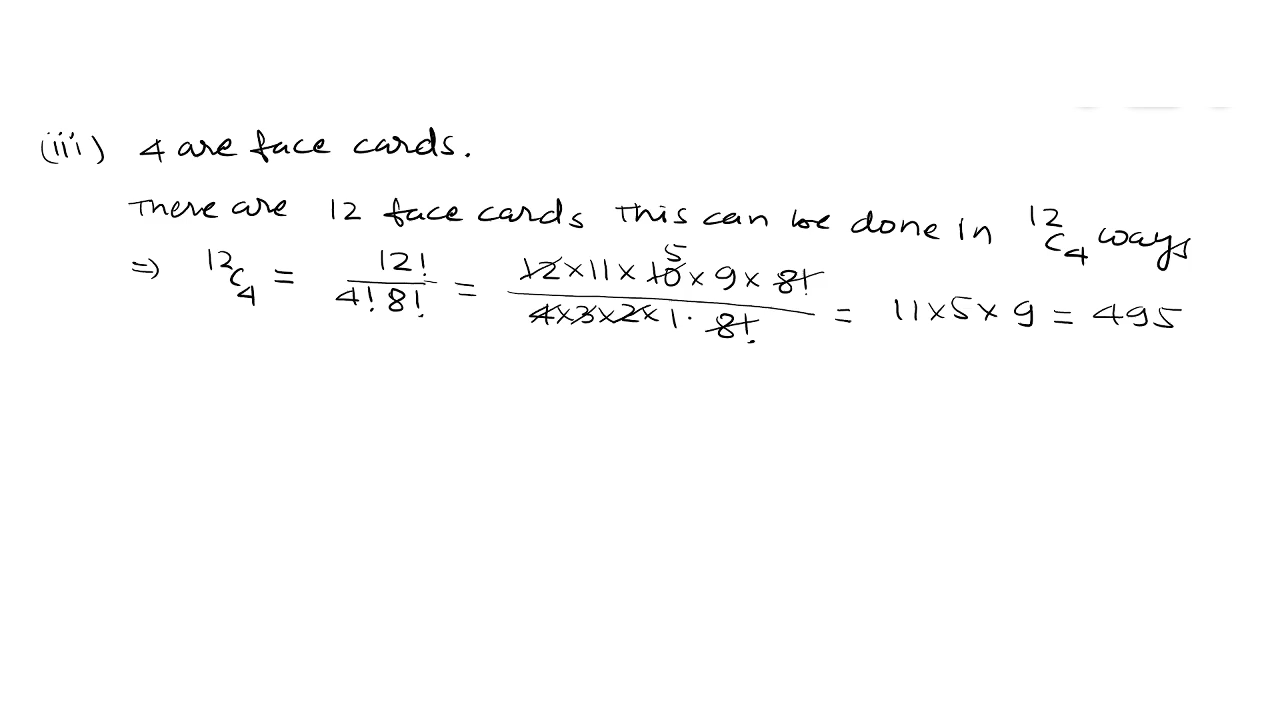 (iii) 4 are face cards.
There are 12 face cards This can be done in ¹²C₄ ways
⇒ ¹²C₄ = 12! / 4! 8! = 12 × 11 × 10 5 × 9 × 8! / 4 × 3 × 2 × 1 · 8! = 11 × 5 × 9 = 495